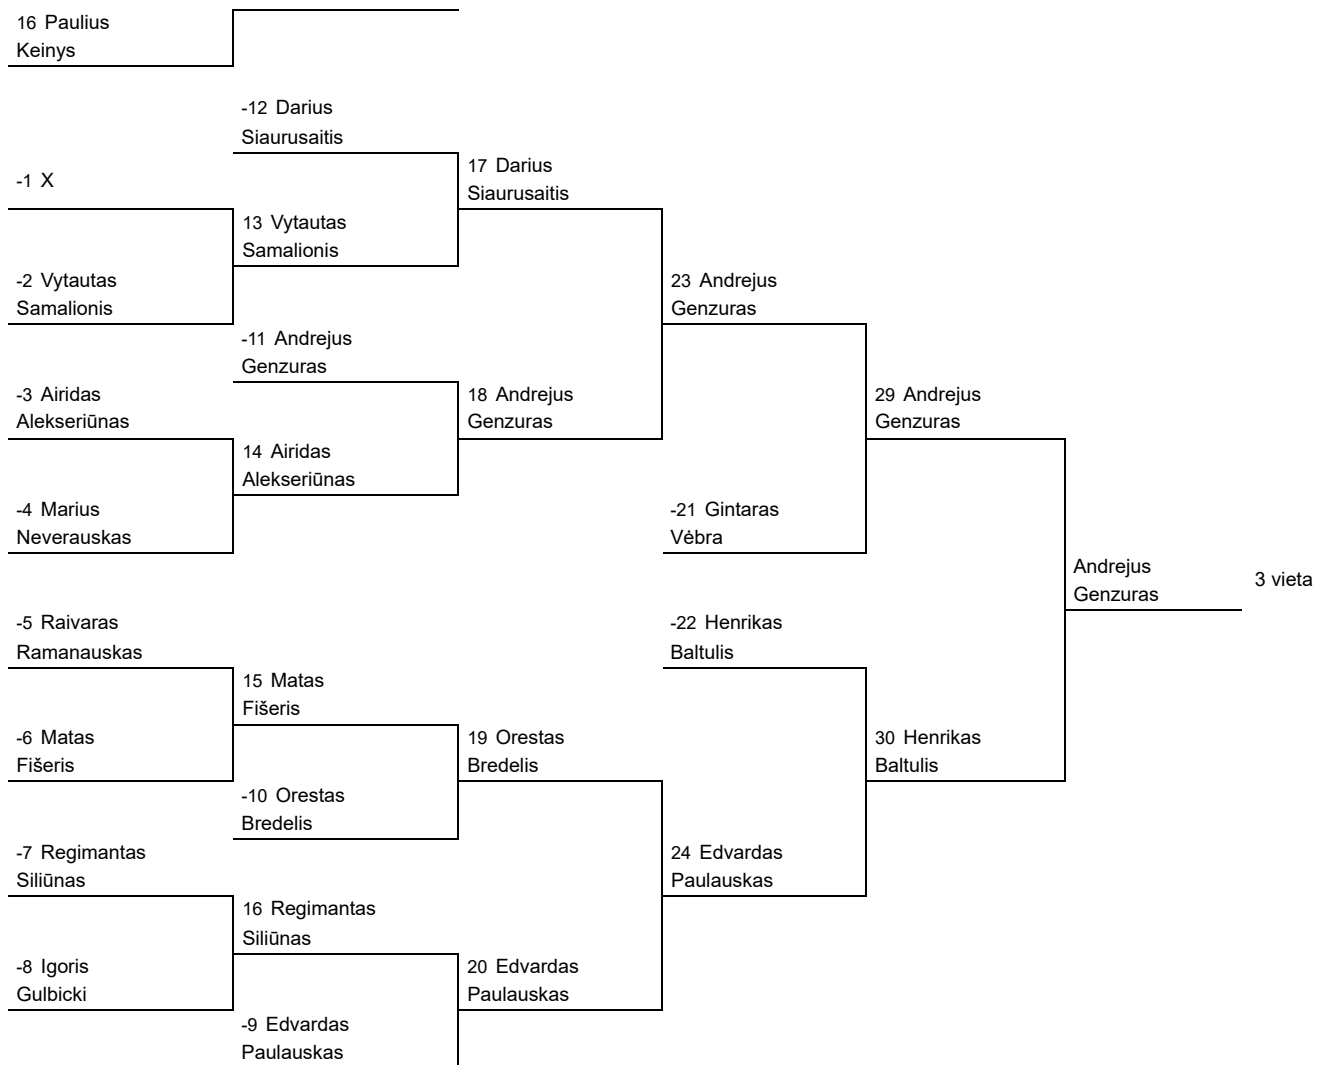 16 Paulius
Keinys
-12 Darius
Siaurusaitis
17 Darius
Siaurusaitis
-1 X
13 Vytautas
Samalionis
-2 Vytautas
Samalionis
23 Andrejus
Genzuras
-11 Andrejus
Genzuras
-3 Airidas
Alekseriūnas
18 Andrejus
Genzuras
29 Andrejus
Genzuras
14 Airidas
Alekseriūnas
-4 Marius
Neverauskas
-21 Gintaras
Vėbra
Andrejus
Genzuras
3 vieta
-5 Raivaras
Ramanauskas
-22 Henrikas
Baltulis
15 Matas
Fišeris
-6 Matas
Fišeris
19 Orestas
Bredelis
30 Henrikas
Baltulis
-10 Orestas
Bredelis
-7 Regimantas
Siliūnas
24 Edvardas
Paulauskas
16 Regimantas
Siliūnas
-8 Igoris
Gulbicki
20 Edvardas
Paulauskas
-9 Edvardas
Paulauskas